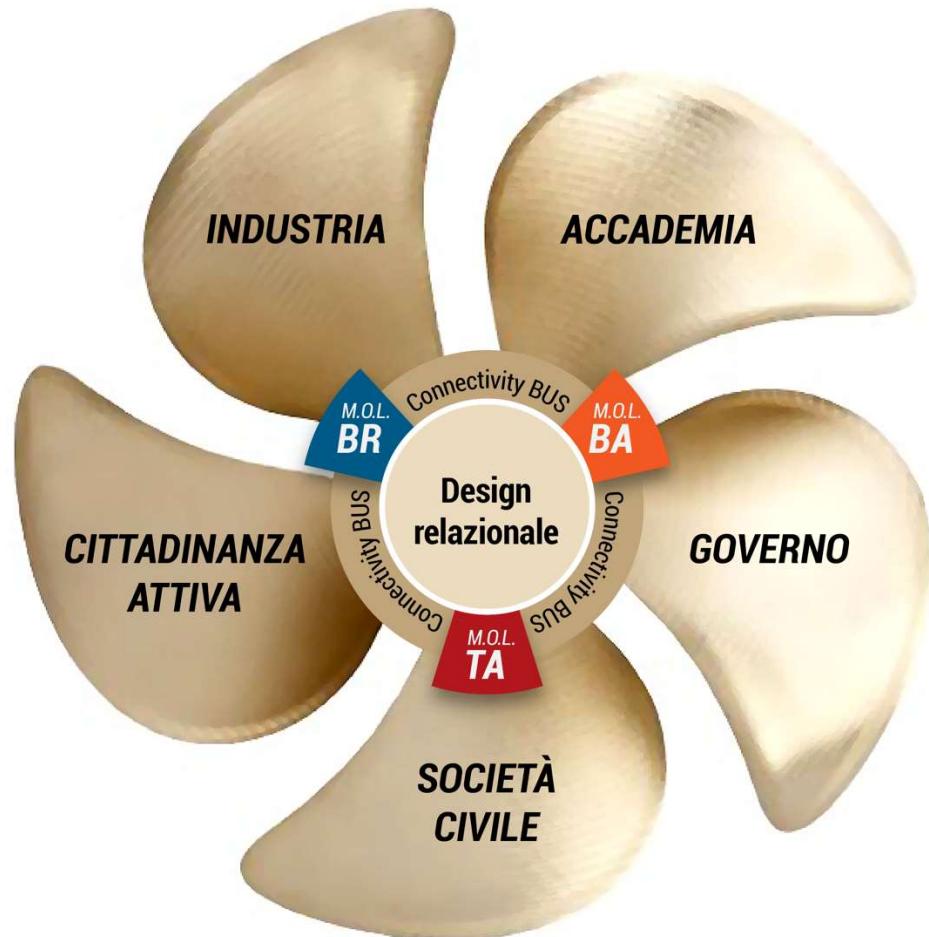 INDUSTRIA
ACCADEMIA
Connectivity BUS
M.O.L.
BR
M.O.L.
BA
Design
relazionale
Connectivity BUS
Connectivity BUS
CITTADINANZA
ATTIVA
GOVERNO
M.O.L.
TA
SOCIETÀ
CIVILE